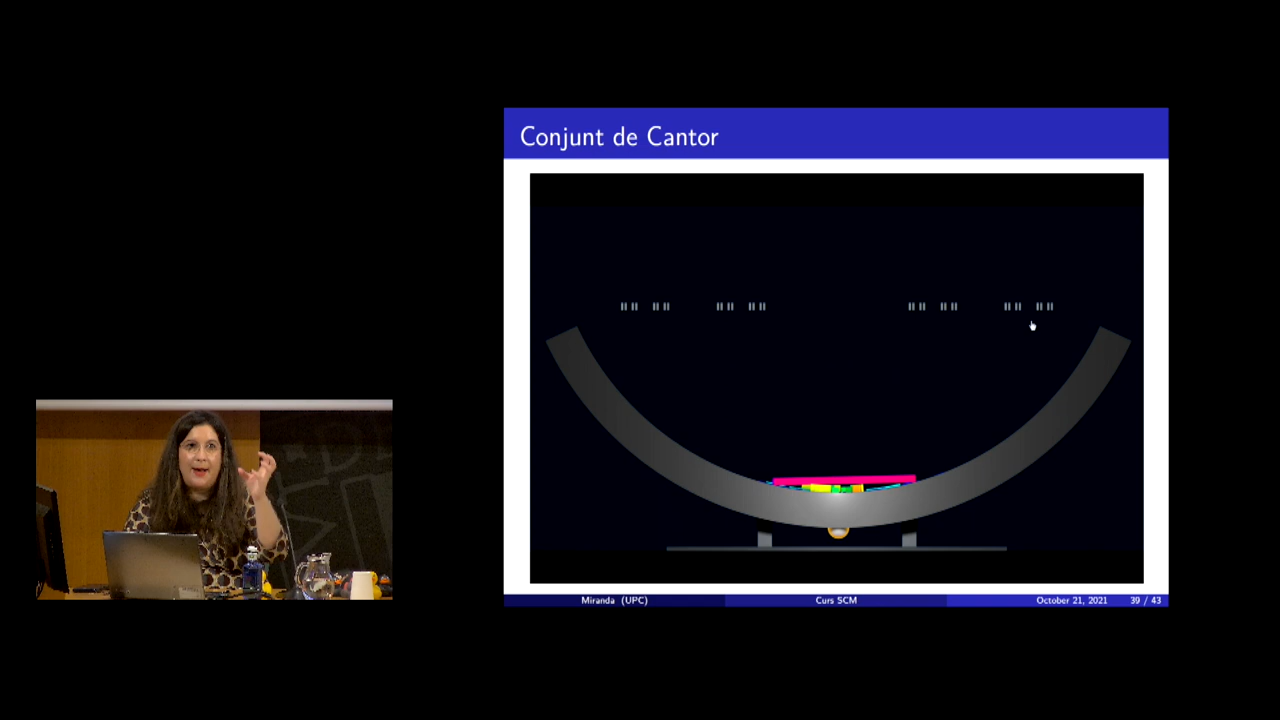 Conjunt de Cantor
Miranda (UPC)
Curs SCM
October 21, 2021
39 / 43